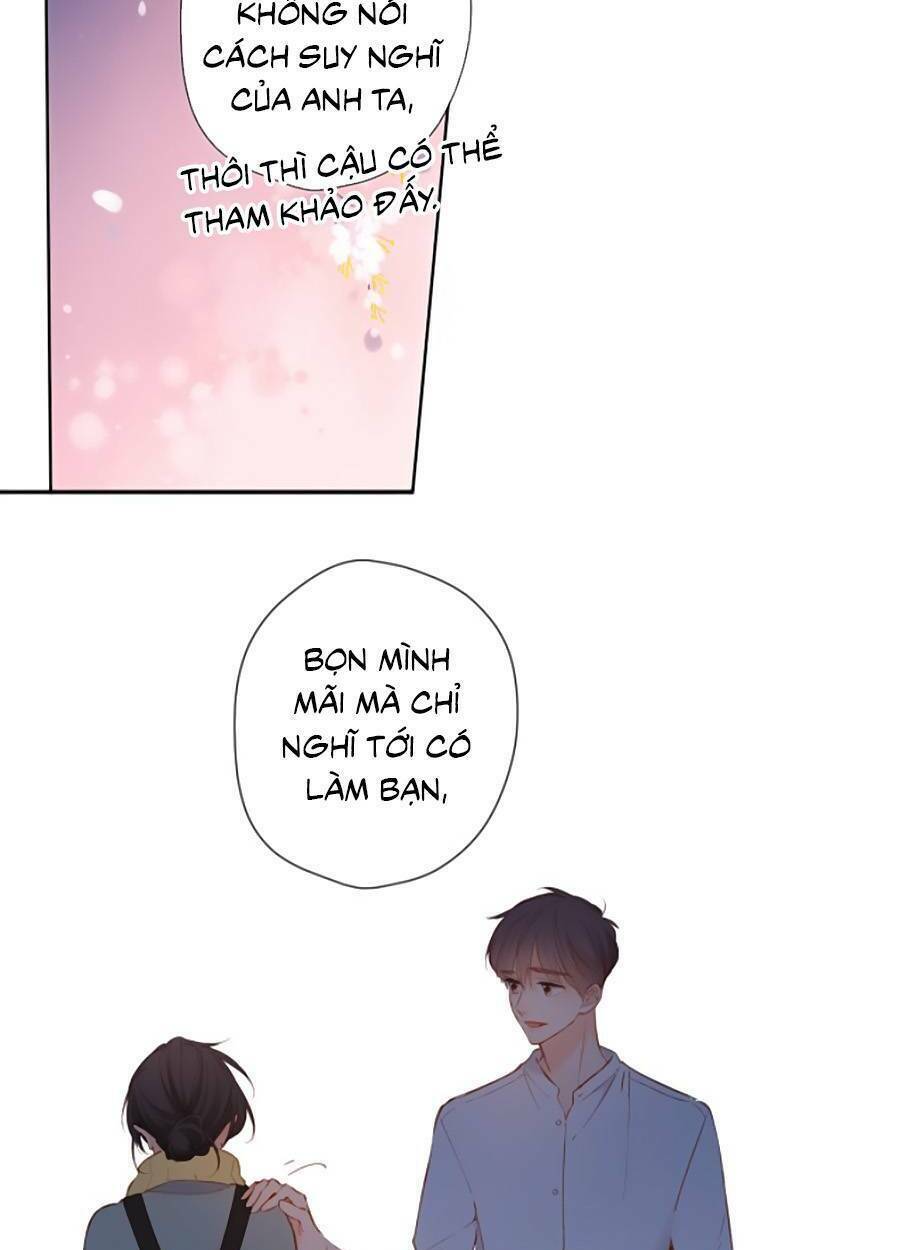 KHÔNG NÓI
CÁCH SUY NGHĨ
CỦA ANH TA,
THÔI THÌ CẬU CÓ THỂ
THAM KHẢO ĐẤY.
BỌN MÌNH
MÃI MÀ CHỈ
NGHĨ TỚI CÓ
LÀM BẠN,